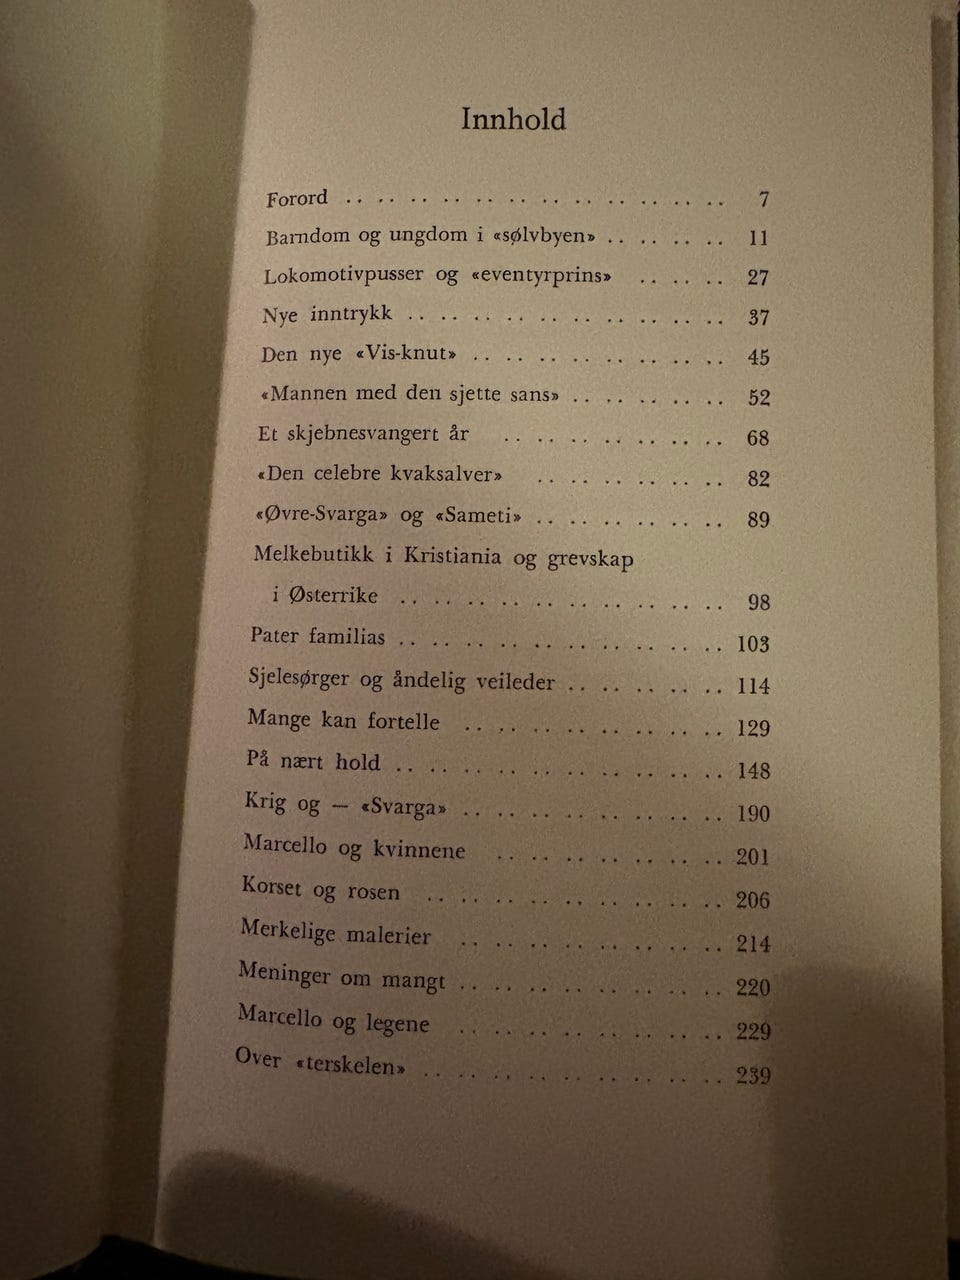 Innhold
Forord .. .. .. .. .. .. .. .. .. .. .. .. 7
Barndom og ungdom i «sølvbyen» .. .. .. .. 11
Lokomotivpusser og «eventyrprins» .. .. .. 27
Nye inntrykk .. .. .. .. .. .. .. .. .. .. 37
Den nye «Vis-knut» .. .. .. .. .. .. .. .. 45
«Mannen med den sjette sans» .. .. .. .. .. 52
Et skjebnesvangert år .. .. .. .. .. .. .. 68
«Den celebre kvaksalver» .. .. .. .. .. .. 82
«Øvre-Svarga» og «Sameti» .. .. .. .. .. .. 89
Melkebutikk i Kristiania og grevskap
i Østerrike .. .. .. .. .. .. .. .. .. .. 98
Pater familias .. .. .. .. .. .. .. .. .. .. 103
Sjelesørger og åndelig veileder .. .. .. .. .. 114
Mange kan fortelle .. .. .. .. .. .. .. .. 129
På nært hold .. .. .. .. .. .. .. .. .. .. 148
Krig og — «Svarga» .. .. .. .. .. .. .. .. 190
Marcello og kvinnene .. .. .. .. .. .. .. 201
Korset og rosen .. .. .. .. .. .. .. .. .. 206
Merkelige malerier .. .. .. .. .. .. .. .. 214
Meninger om mangt .. .. .. .. .. .. .. .. 220
Marcello og legene .. .. .. .. .. .. .. .. 229
Over «terskelen» .. .. .. .. .. .. .. .. .. 239